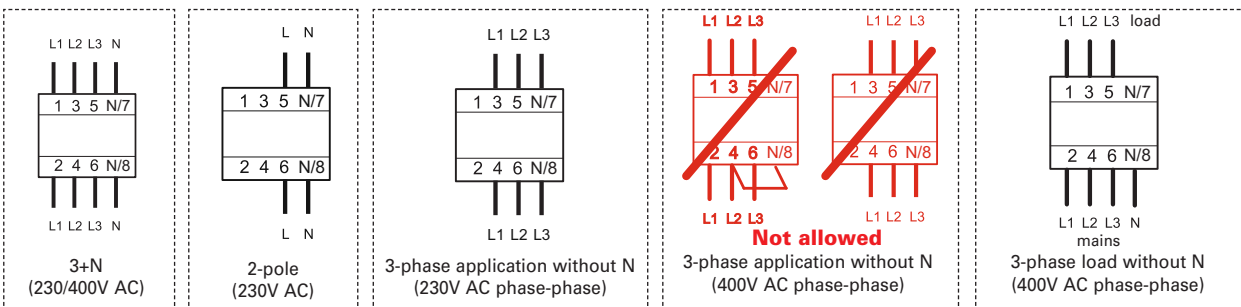 L1 L2 L3 N
1 3 5 N/7
2 4 6 N/8
L1 L2 L3 N
3+N
(230/400V AC)
L N
1 3 5 N/7
2 4 6 N/8
L N
2-pole
(230V AC)
L1 L2 L3
1 3 5 N/7
2 4 6 N/8
L1 L2 L3
3-phase application without N
(230V AC phase-phase)
L1 L2 L3
1 3 5 N/7
2 4 6 N/8
L1 L2 L3
L1 L2 L3
1 3 5 N/7
2 4 6 N/8
L1 L2 L3
Not allowed
3-phase application without N
(400V AC phase-phase)
L1 L2 L3 load
1 3 5 N/7
2 4 6 N/8
L1 L2 L3 N
mains
3-phase load without N
(400V AC phase-phase)